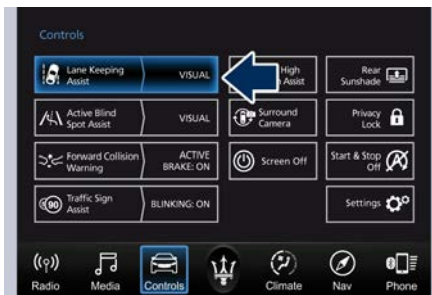 Controls
Lane Keeping
Assist
VISUAL
High
Assist
Rear
Sunshade
Active Blind
Spot Assist
VISUAL
Surround
Camera
Privacy
Lock
Forward Collision
Warning
ACTIVE
BRAKE: ON
Screen Off
Start & Stop
Off
90
Traffic Sign
Assist
BLINKING: ON
Settings
Radio
Media
Controls
Climate
Nav
Phone